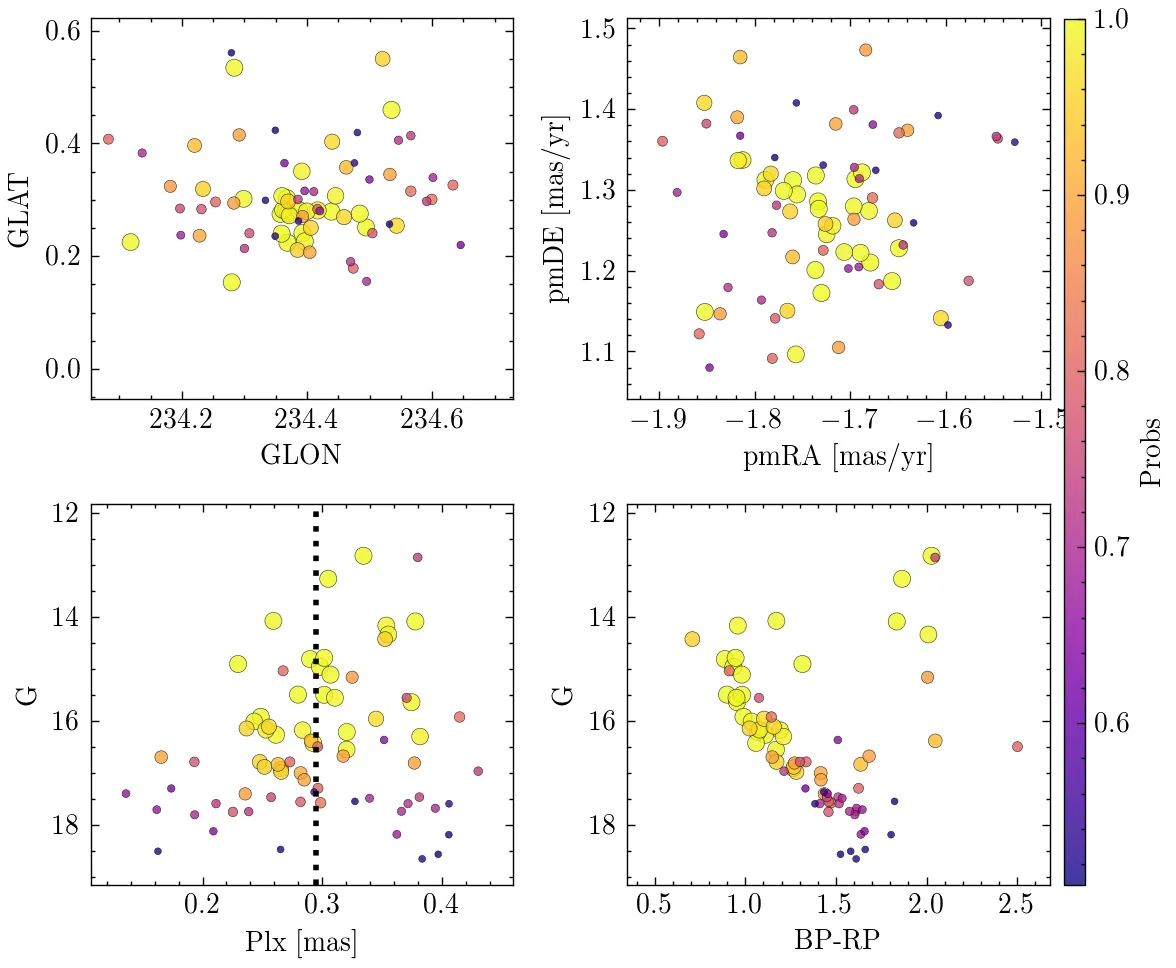 0.6
0.4
0.2
0.0
GLAT
234.2 234.4 234.6
GLON
1.5
1.4
1.3
1.2
1.1
pmDE [mas/yr]
−1.9 −1.8 −1.7 −1.6 −1.5
pmRA [mas/yr]
12
14
16
18
G
0.2 0.3 0.4
Plx [mas]
12
14
16
18
G
0.5 1.0 1.5 2.0 2.5
BP-RP
1.0
0.9
0.8
0.7
0.6
Probs